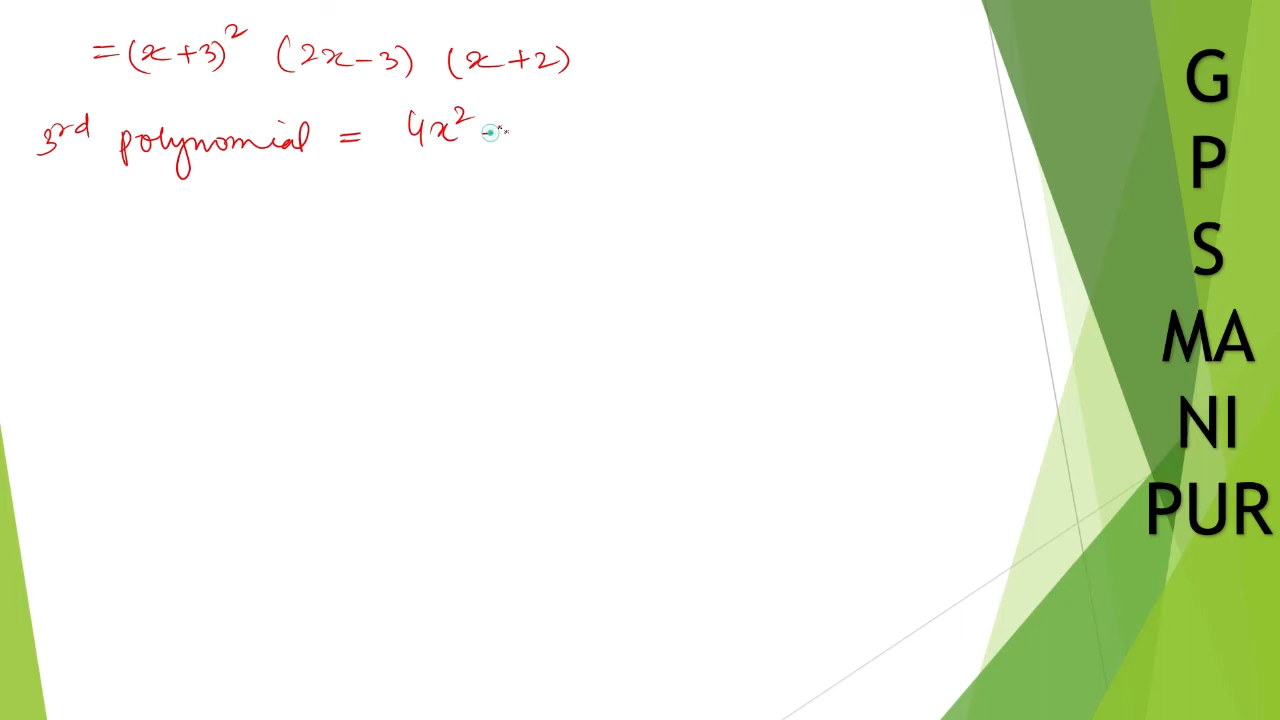 = (x+3)² (2x-3) (x+2)
3rd polynomial = 4x² -
G
P
S
MA
NI
PUR